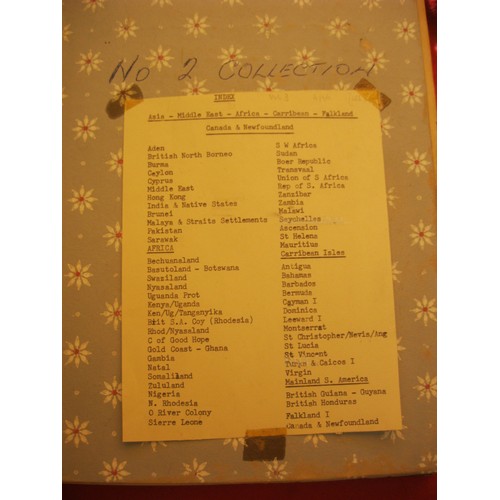 No 2 COLLECTION
INDEX
Asia - Middle East - Africa - Carribean - Falkland
Canada & Newfoundland
Aden
British North Borneo
Burma
Ceylon
Cyprus
Middle East
Hong Kong
India & Native States
Brunei
Malaya & Straits Settlements
Pakistan
Sarawak
AFRICA
Bechuanaland
Basutoland - Botswana
Swaziland
Nyasaland
Uganda Prot
Kenya/Uganda
Ken/Ug/Tanganyika
Brit S.A. Coy (Rhodesia)
Rhod/Nyasaland
C of Good Hope
Gold Coast - Ghana
Gambia
Natal
Somaliland
Zululand
Nigeria
N. Rhodesia
O River Colony
Sierre Leone
S W Africa
Sudan
Boer Republic
Transvaal
Union of S Africa
Rep of S. Africa
Zanzibar
Zambia
Malawi
Seychelles
Ascension
St Helena
Mauritius
Carribean Isles
Antigua
Bahamas
Barbados
Bermuda
Cayman I
Dominica
Leeward I
Montserrat
St Christopher/Nevis/Ang
St Lucia
St Vincent
Turks & Caicos I
Virgin
Mainland S. America
British Guiana - Guyana
British Honduras
Falkland I
Canada & Newfoundland